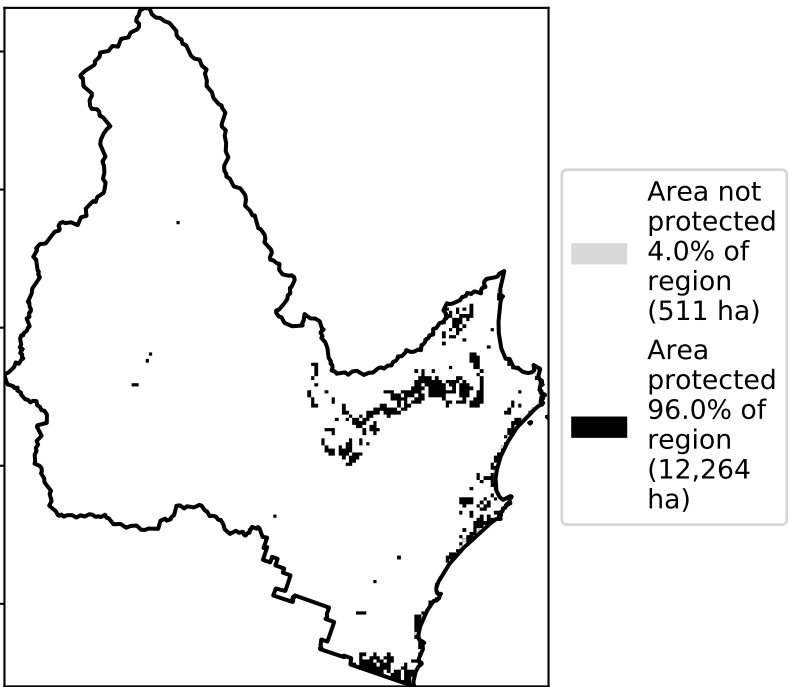 Area not
protected
4.0% of
region
(511 ha)
Area
protected
96.0% of
region
(12,264
ha)